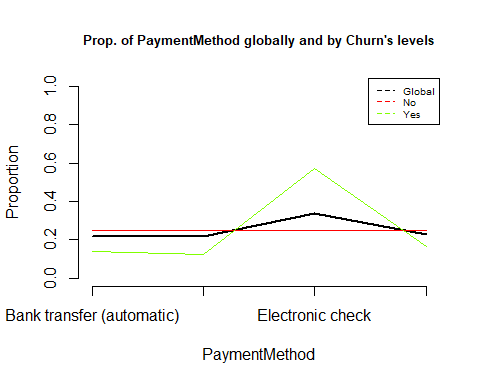 Prop. of PaymentMethod globally and by Churn's levels
Global
No
Yes
1.0
0.8
0.6
0.4
0.2
0.0
Proportion
Bank transfer (automatic) Electronic check
PaymentMethod